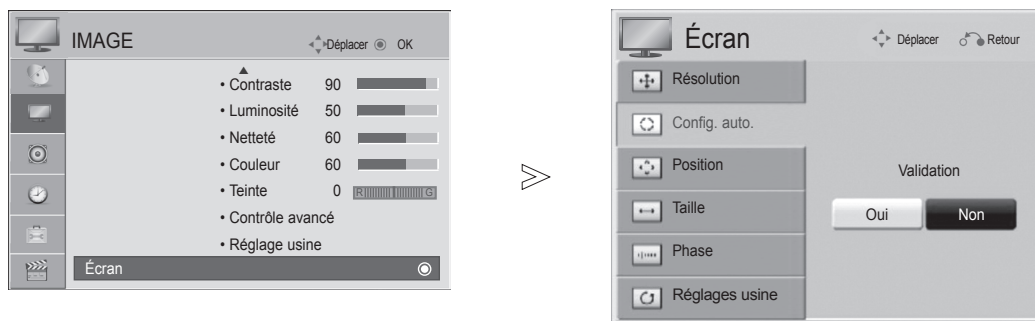 IMAGE
Déplacer OK
• Contraste 90
• Luminosité 50
• Netteté 60
• Couleur 60
• Teinte 0 R G
• Contrôle avancé
• Réglage usine
Écran
Écran
Déplacer Retour
Résolution
Config. auto.
Position
Taille
Phase
Réglages usine
Validation
Oui Non